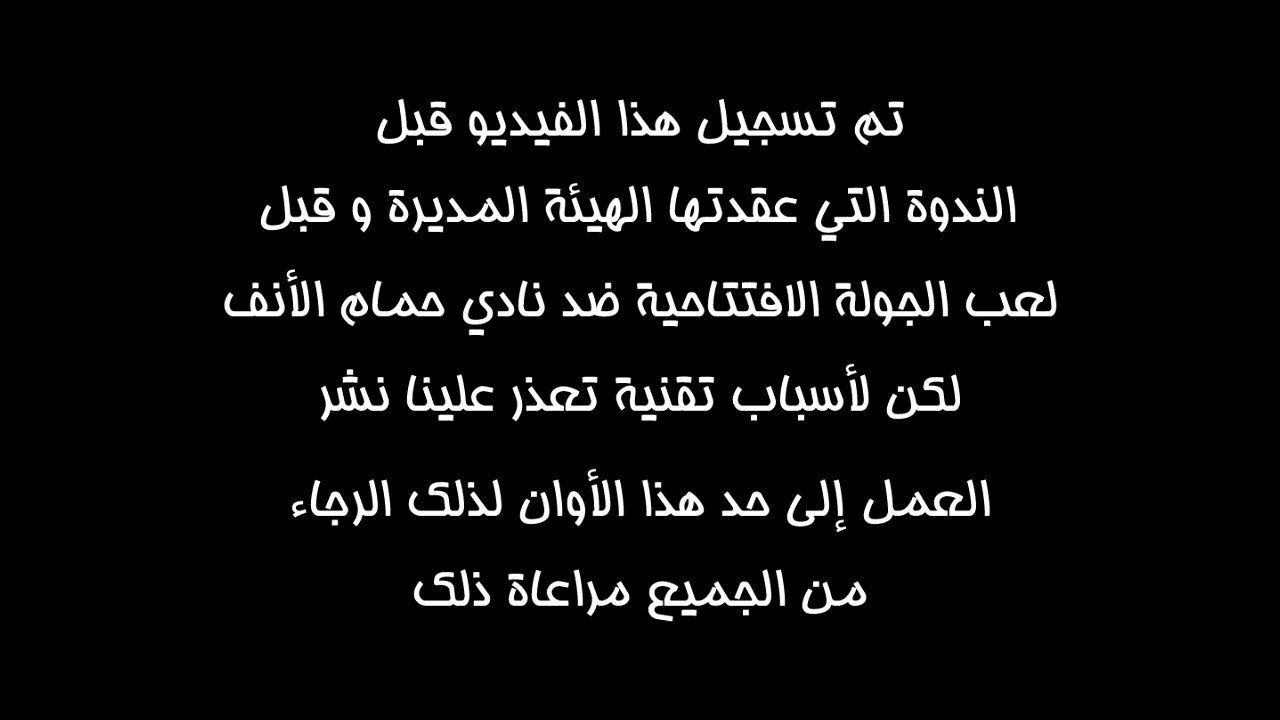 تم تسجيل هذا الفيديو قبل
الندوة التي عقدتها الهيئة المديرة و قبل
لعب الجولة الافتتاحية ضد نادي حمام الأنف
لكن لأسباب تقنية تعذر علينا نشر
العمل إلى حد هذا الأوان لذلك الرجاء
من الجميع مراعاة ذلك